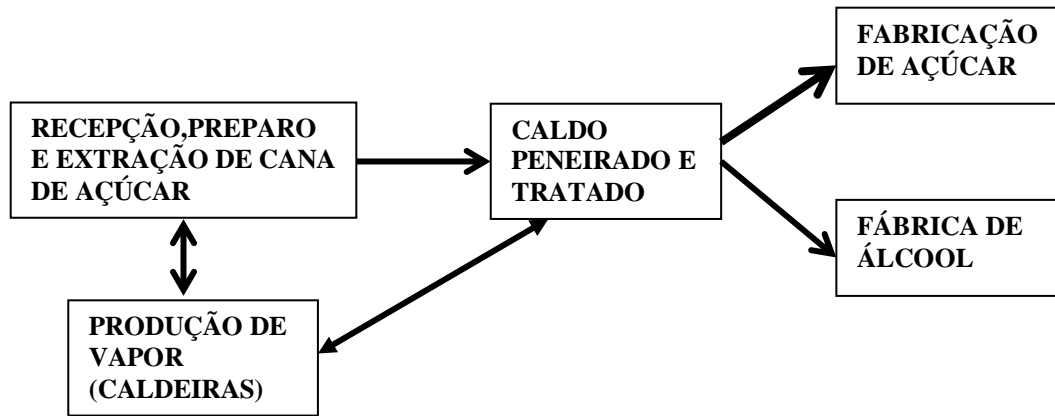 RECEPÇÃO,PREPARO
E EXTRAÇÃO DE CANA
DE AÇÚCAR
CALDO
PENEIRADO E
TRATADO
FABRICAÇÃO
DE AÇÚCAR
FÁBRICA DE
ÁLCOOL
PRODUÇÃO DE
VAPOR
(CALDEIRAS)